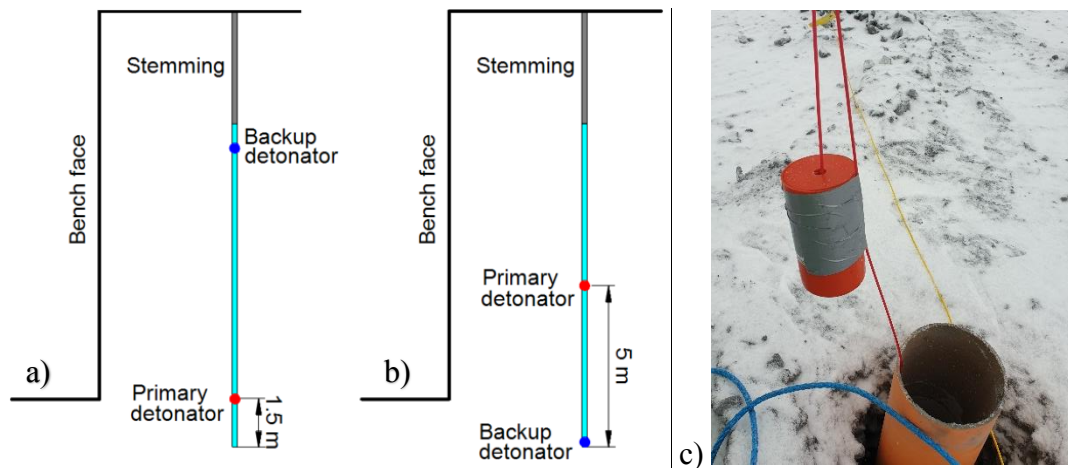 Stemming
Bench face
Backup
detonator
Primary
detonator
1.5 m
a)
Stemming
Bench face
Primary
detonator
5 m
Backup
detonator
b)
c)